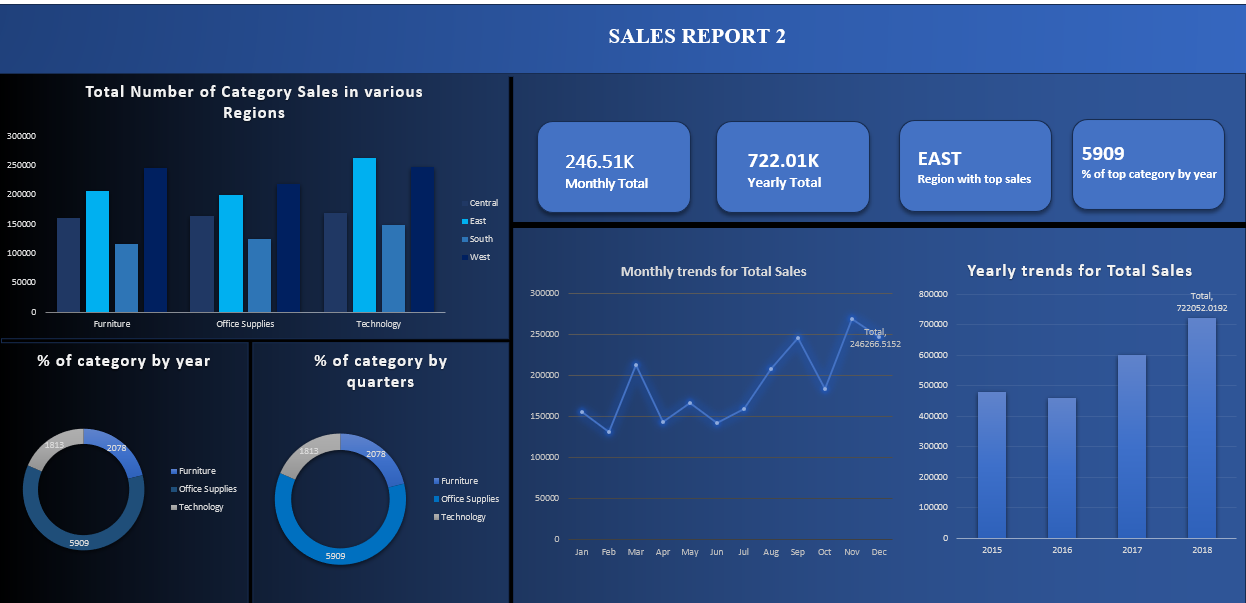 SALES REPORT 2
Total Number of Category Sales in various
Regions
300000
250000
200000
150000
100000
50000
0
Furniture
Office Supplies
Technology
Central
East
South
West
246.51K
Monthly Total
722.01K
Yearly Total
EAST
Region with top sales
5909
% of top category by year
% of category by year
1813
2078
5909
Furniture
Office Supplies
Technology
% of category by
quarters
1813
2078
5909
Furniture
Office Supplies
Technology
Monthly trends for Total Sales
300000
250000
200000
150000
100000
50000
0
Total,
246266.5152
Jan Feb Mar Apr May Jun Jul Aug Sep Oct Nov Dec
Yearly trends for Total Sales
800000
700000
600000
500000
400000
300000
200000
100000
0
Total,
722052.0192
2015 2016 2017 2018